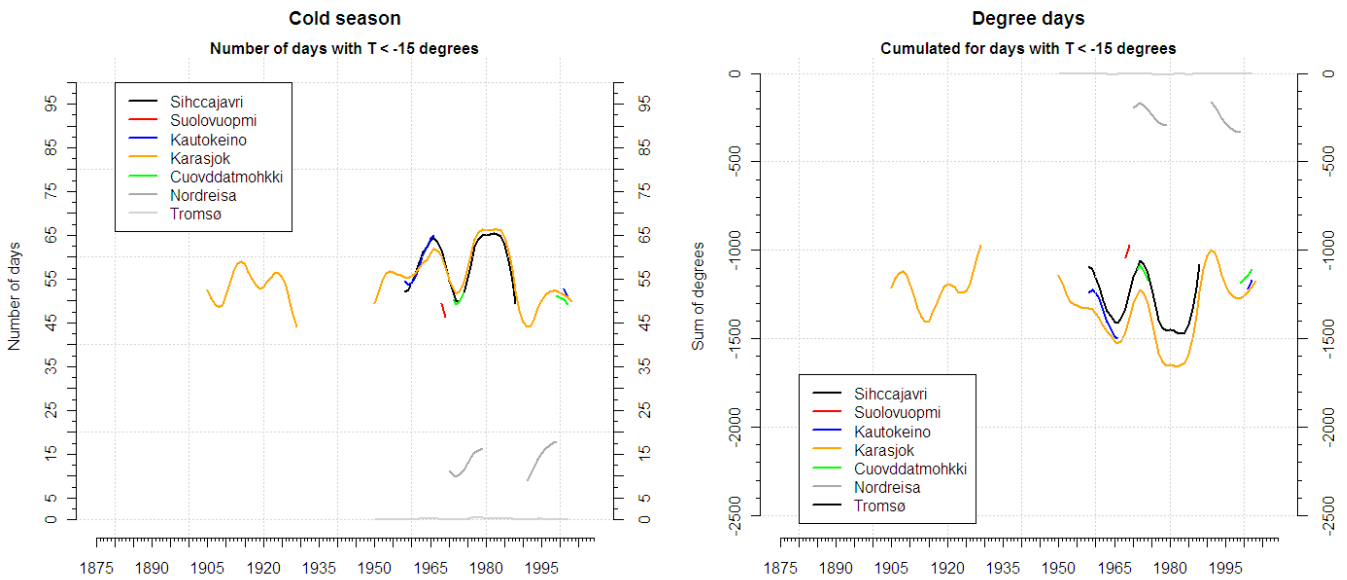 Cold season
Number of days with T < -15 degrees
Number of days
95
85
75
65
55
45
35
25
15
5
0
Sihccajavri
Suolovuopmi
Kautokeino
Karasjok
Cuovddatmohkki
Nordreisa
Tromsø
95
85
75
65
55
45
35
25
15
5
0
1875 1890 1905 1920 1935 1950 1965 1980 1995
Degree days
Cumulated for days with T < -15 degrees
Sum of degrees
0
-500
-1000
-1500
-2000
-2500
Sihccajavri
Suolovuopmi
Kautokeino
Karasjok
Cuovddatmohkki
Nordreisa
Tromsø
0
-500
-1000
-1500
-2000
-2500
1875 1890 1905 1920 1935 1950 1965 1980 1995